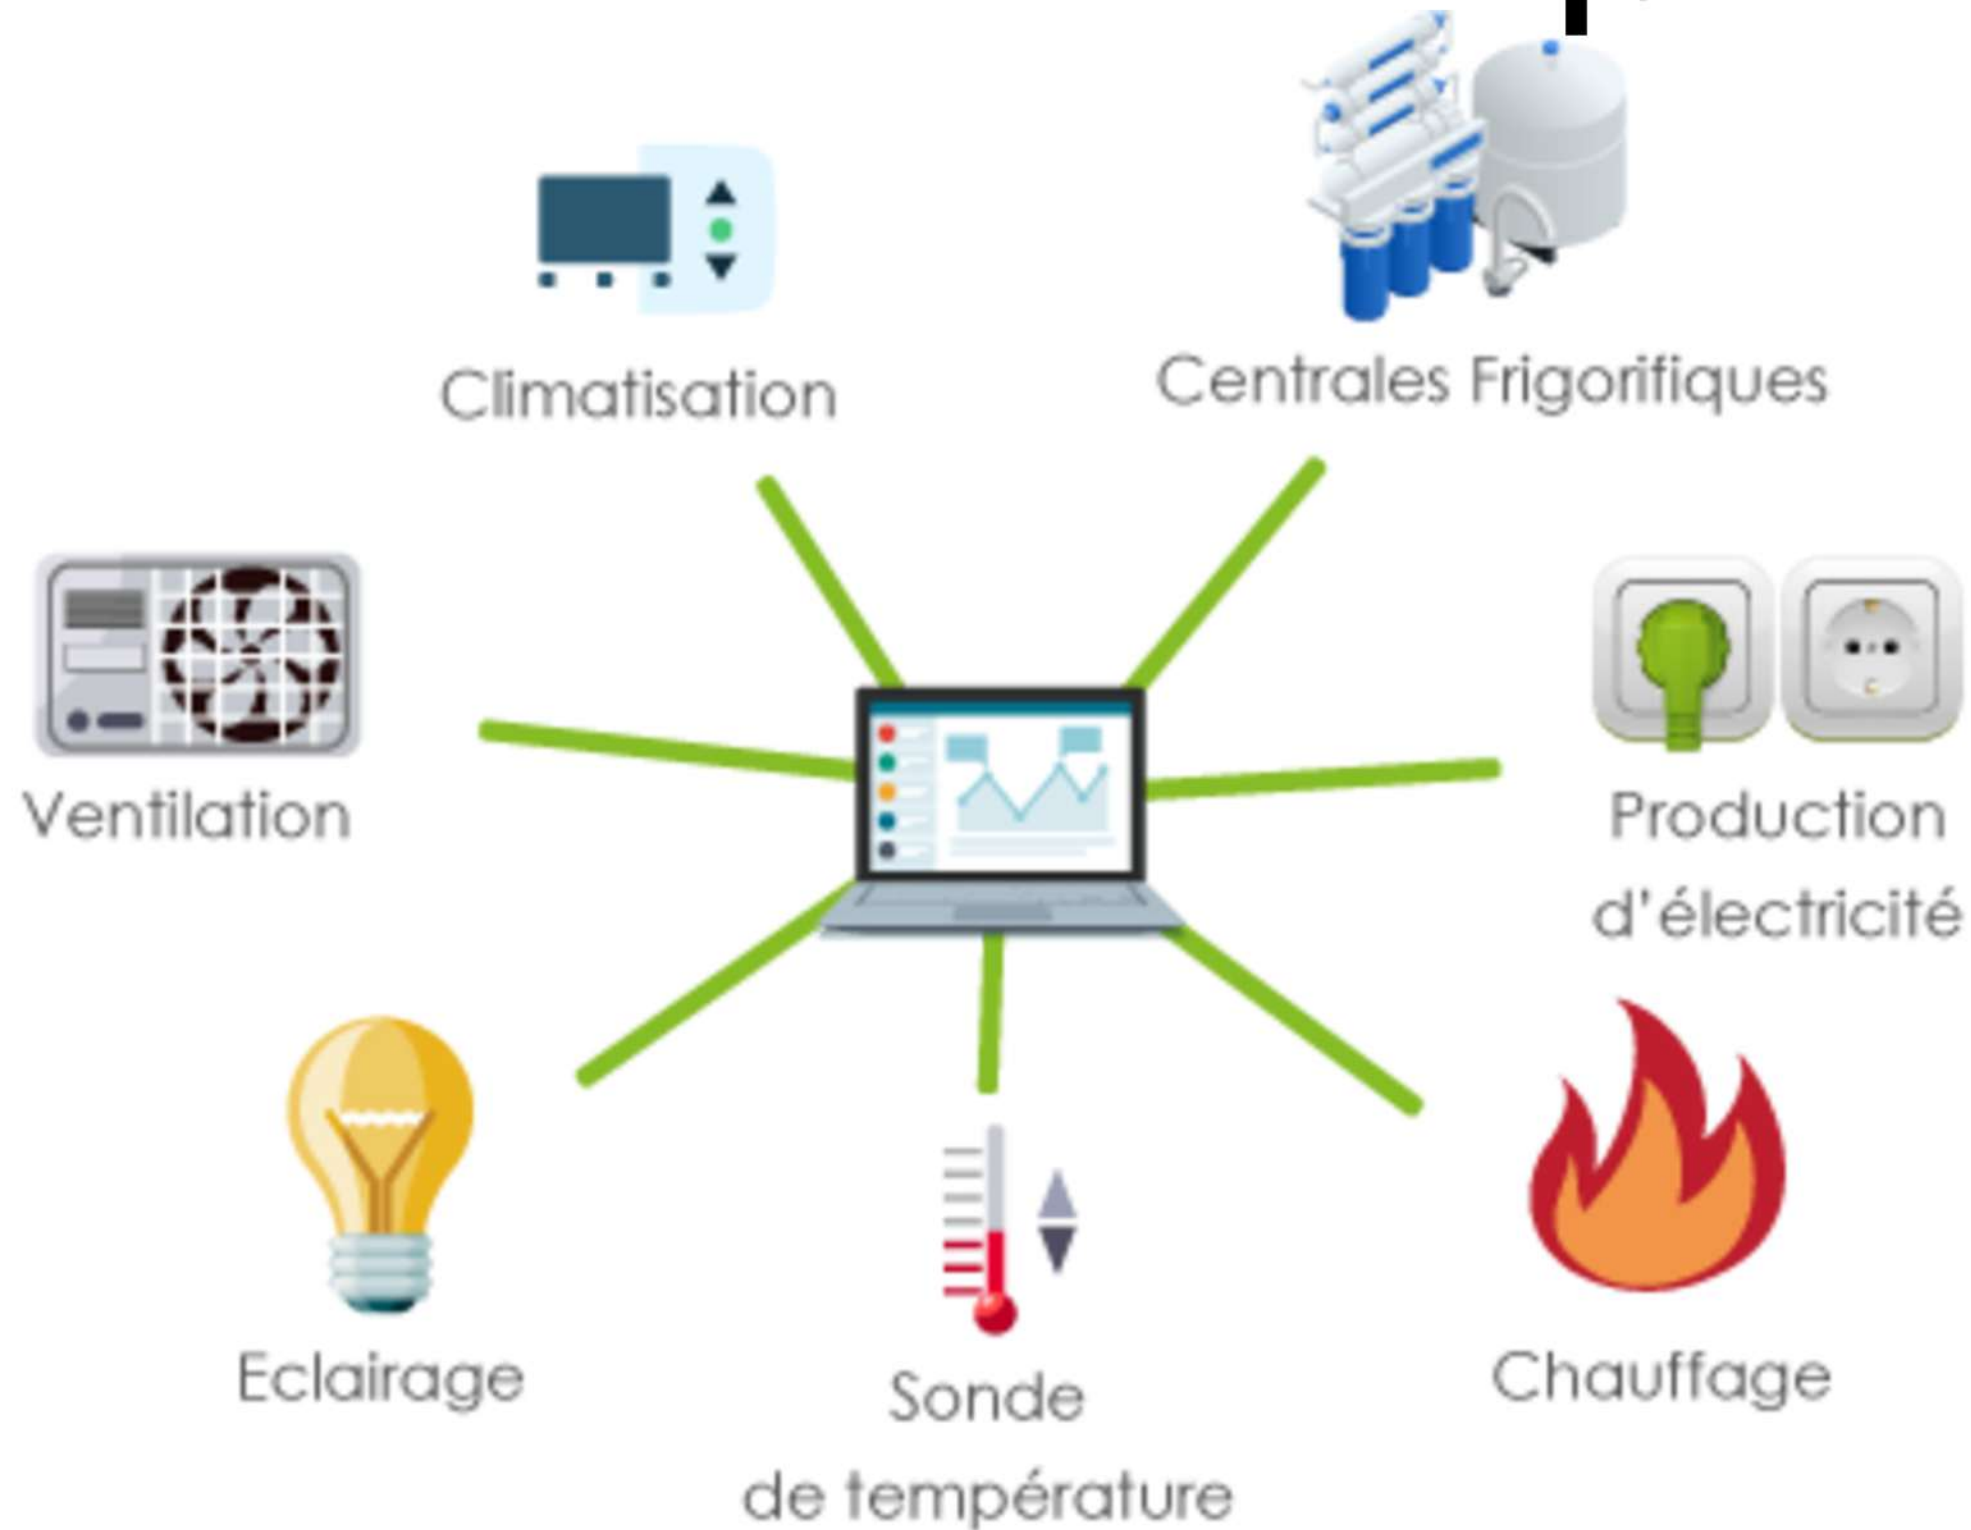 Climatisation
Centrales Frigorifiques
Ventilation
Production
d'électricité
Eclairage
Sonde
de température
Chauffage